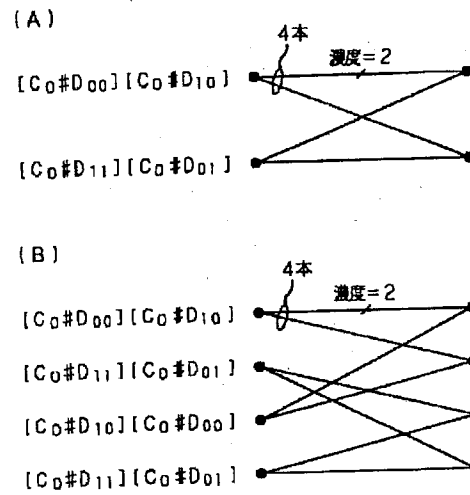 (A)
4本
濃度=2
[C₀#D₀₀][C₀#D₁₀]
[C₀#D₁₁][C₀#D₀₁]
(B)
4本
濃度=2
[C₀#D₀₀][C₀#D₁₀]
[C₀#D₁₁][C₀#D₀₁]
[C₀#D₁₀][C₀#D₀₀]
[C₀#D₁₁][C₀#D₀₁]